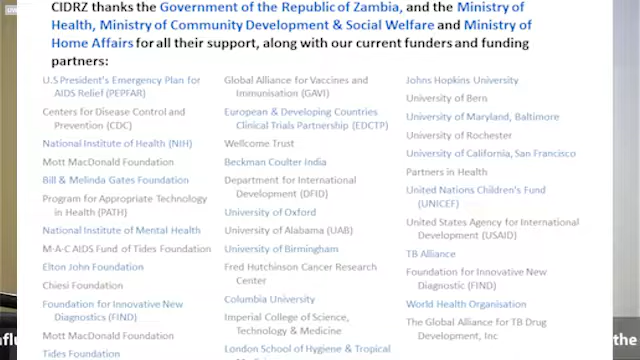 CIDRZ thanks the Government of the Republic of Zambia, and the Ministry of
Health, Ministry of Community Development & Social Welfare and Ministry of
Home Affairs for all their support, along with our current funders and funding
partners:
U.S President's Emergency Plan for
AIDS Relief (PEPFAR)
Centers for Disease Control and
Prevention (CDC)
National Institute of Health (NIH)
Mott MacDonald Foundation
Bill & Melinda Gates Foundation
Program for Appropriate Technology
in Health (PATH)
National Institute of Mental Health
M·A·C AIDS Fund of Tides Foundation
Elton John Foundation
Chiesi Foundation
Foundation for Innovative New
Diagnostics (FIND)
Mott MacDonald Foundation
Tides Foundation
Global Alliance for Vaccines and
Immunisation (GAVI)
European & Developing Countries
Clinical Trials Partnership (EDCTP)
Wellcome Trust
Beckman Coulter India
Department for International
Development (DFID)
University of Oxford
University of Alabama (UAB)
University of Birmingham
Fred Hutchinson Cancer Research
Center
Columbia University
Imperial College of Science,
Technology & Medicine
London School of Hygiene & Tropical
Johns Hopkins University
University of Bern
University of Maryland, Baltimore
University of Rochester
University of California, San Francisco
Partners in Health
United Nations Children's Fund
(UNICEF)
United States Agency for International
Development (USAID)
TB Alliance
Foundation for Innovative New
Diagnostic (FIND)
World Health Organisation
The Global Alliance for TB Drug
Development, Inc
the